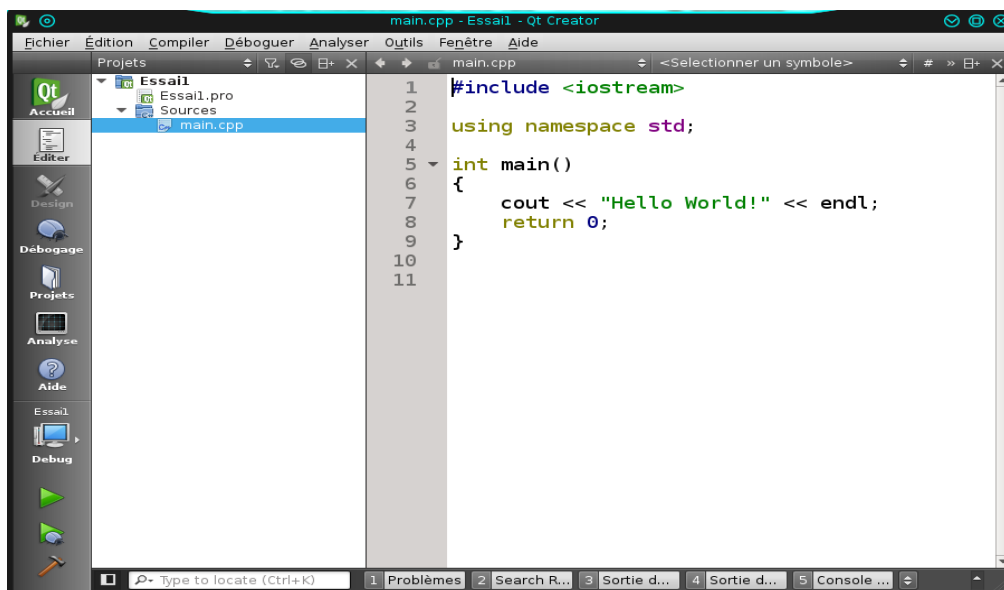 main.cpp - Essai1 - Qt Creator
Fichier Édition Compiler Déboguer Analyser Outils Fenêtre Aide
Projets
main.cpp <Selectionner un symbole> #
Qt
Accueil
Éditer
Design
Débogage
Projets
Analyse
Aide
Essai1
Debug
Essai1
Essai1.pro
Sources
main.cpp
1 #include <iostream>
2
3 using namespace std;
4
5 int main()
6 {
7 cout << "Hello World!" << endl;
8 return 0;
9 }
10
11
Type to locate (Ctrl+K) 1 Problèmes 2 Search R... 3 Sortie d... 4 Sortie d... 5 Console ...